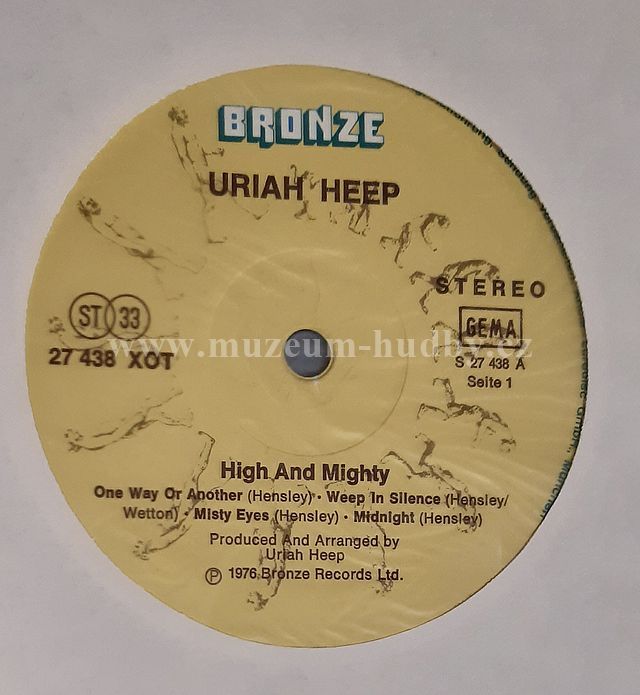 BRONZE
URIAH HEEP
STEREO
ST 33
GEMA
27 438 XOT
S 27 438 A
Seite 1
www.muzeum-hudby.cz
High And Mighty
One Way Or Another (Hensley) · Weep In Silence (Hensley/
Wetton) · Misty Eyes (Hensley) · Midnight (Hensley)
Produced And Arranged by
Uriah Heep
Ⓟ 1976 Bronze Records Ltd.